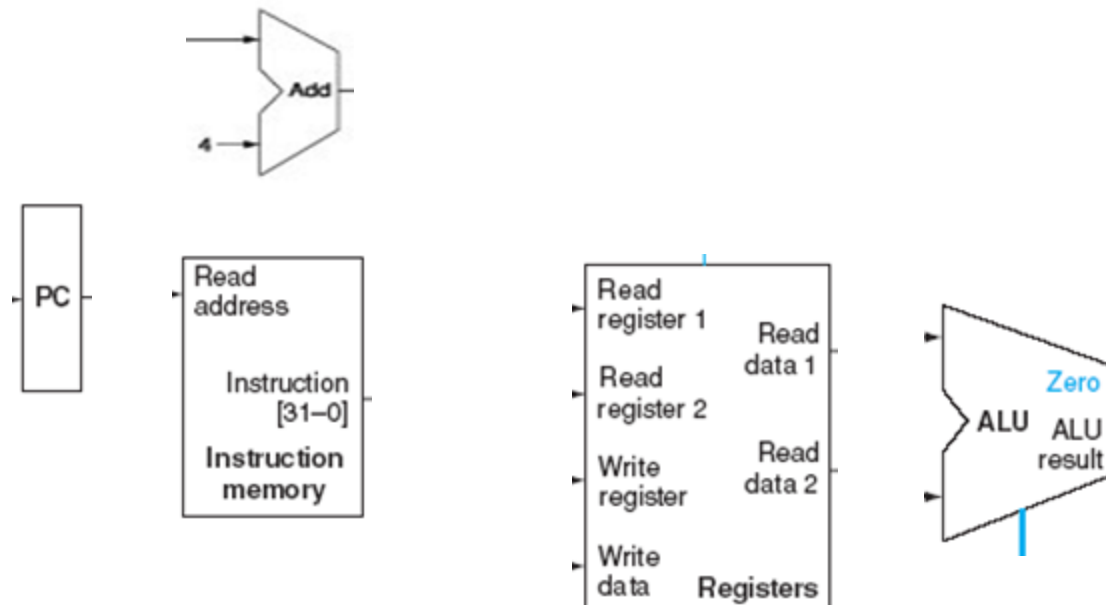 Add
4
PC
Read
address
Instruction
[31–0]
Instruction
memory
Read
register 1
Read
register 2
Write
register
Write
data
Read
data 1
Read
data 2
Registers
Zero
ALU
ALU
result